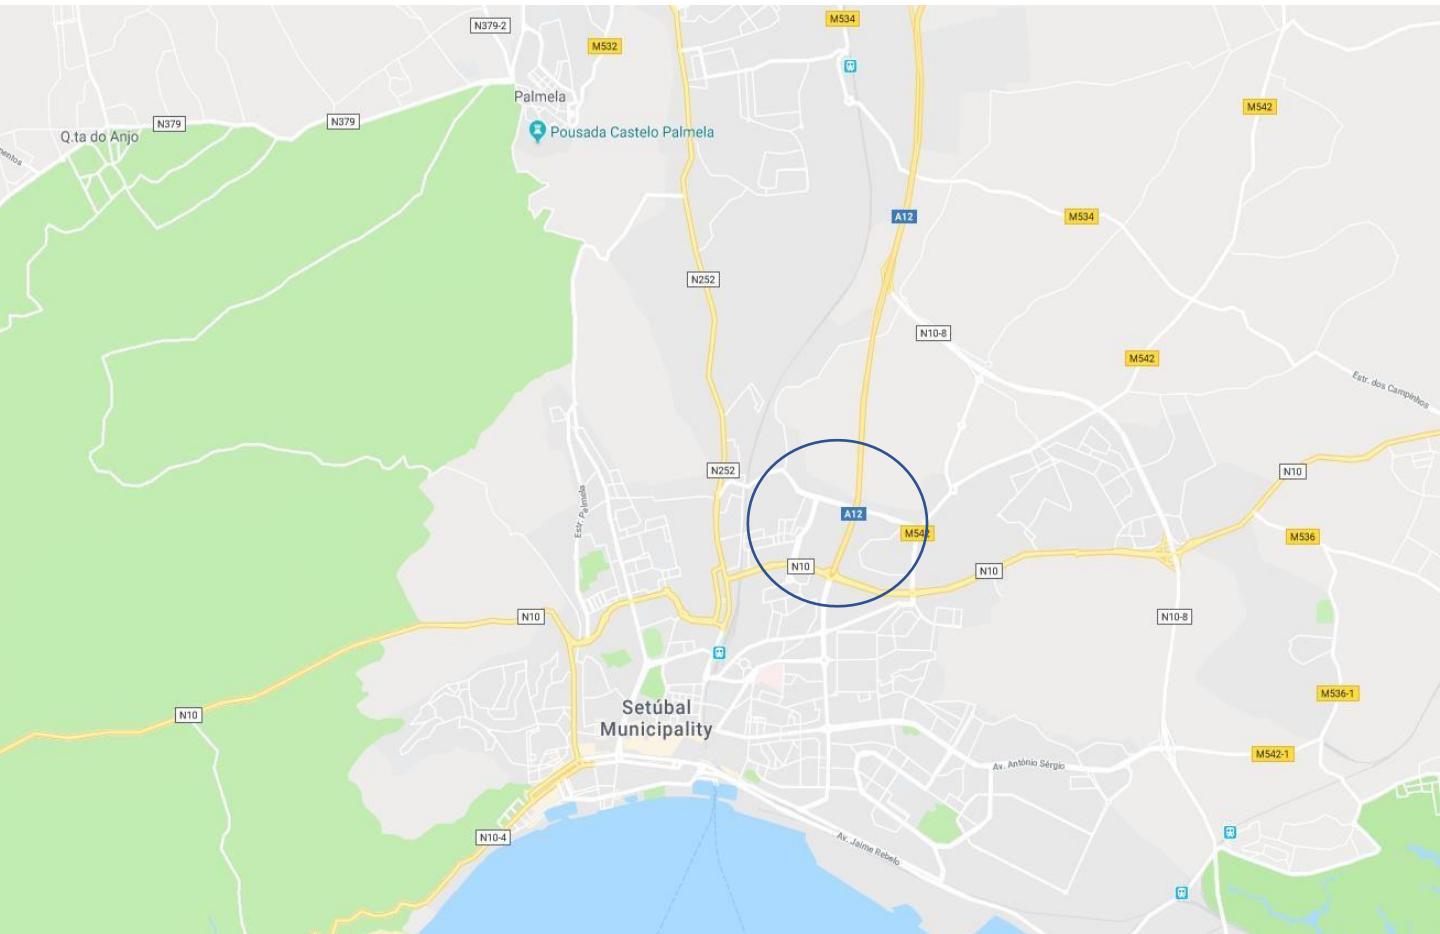 M534
N379-2
M532
Palmela
M542
N379
N379
Q.ta do Anjo
Pousada Castelo Palmela
A12
M534
N252
N10-8
M542
Estr. dos Campinhos
N252
N10
Estr. Palmela
A12
M542
M536
N10
N10
N10
N10-8
M536-1
Setúbal
Municipality
N10
M542-1
Av. António Sérgio
N10-4
Av. Jaime Rebelo